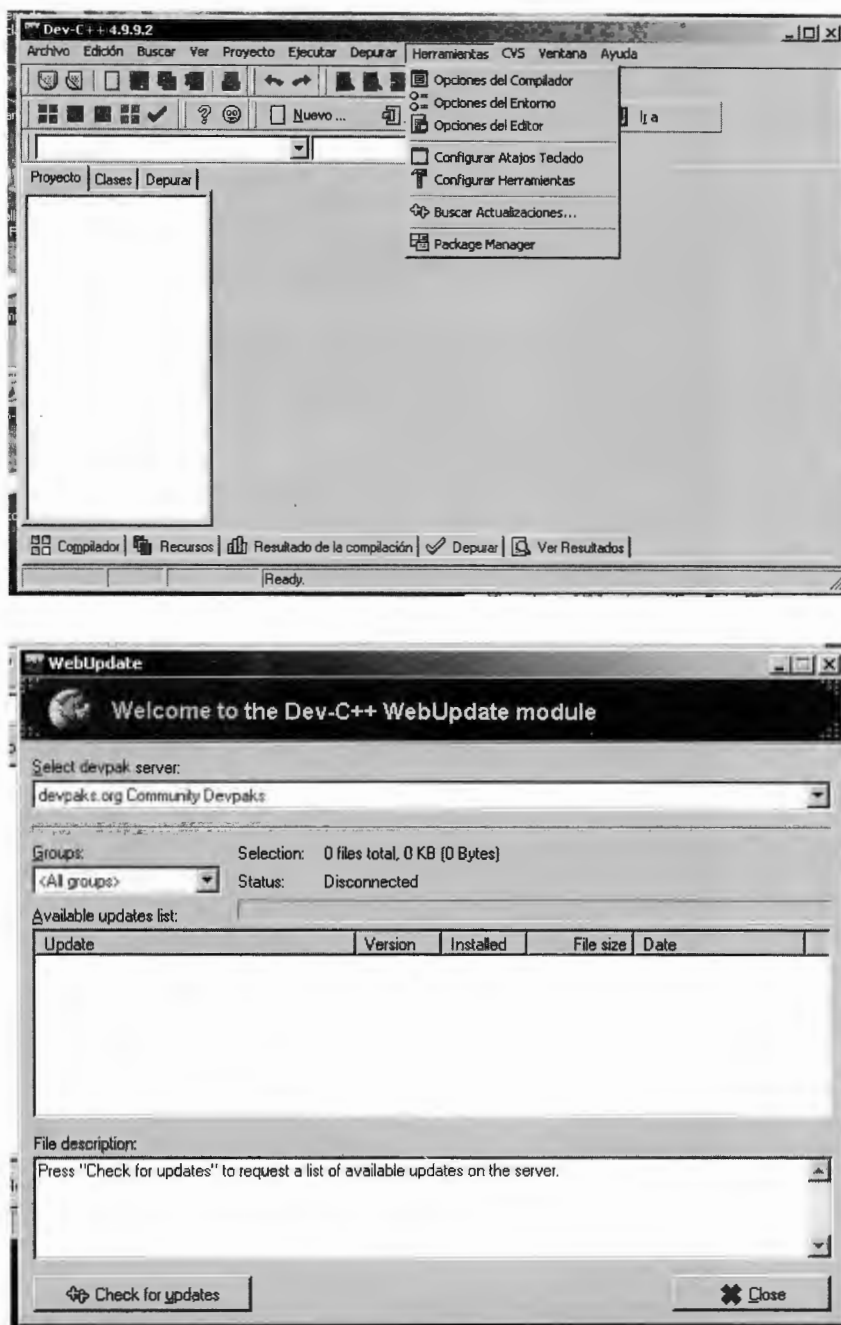 Dev-C++ 4.9.9.2
Archivo Edición Buscar Ver Proyecto Ejecutar Depurar Herramientas CVS Ventana Ayuda
Opciones del Compilador
Opciones del Entorno
Nuevo ... Opciones del Editor Ir a
Configurar Atajos Teclado
Proyecto Clases Depurar Configurar Herramientas
Buscar Actualizaciones...
Package Manager
Compilador Recursos Resultado de la compilación Depurar Ver Resultados
Ready.
WebUpdate
Welcome to the Dev-C++ WebUpdate module
Select devpak server:
devpaks.org Community Devpaks
Groups: Selection: 0 files total, 0 KB (0 Bytes)
<All groups> Status: Disconnected
Available updates list:
Update Version Installed File size Date
File description:
Press "Check for updates" to request a list of available updates on the server.
Check for updates Close